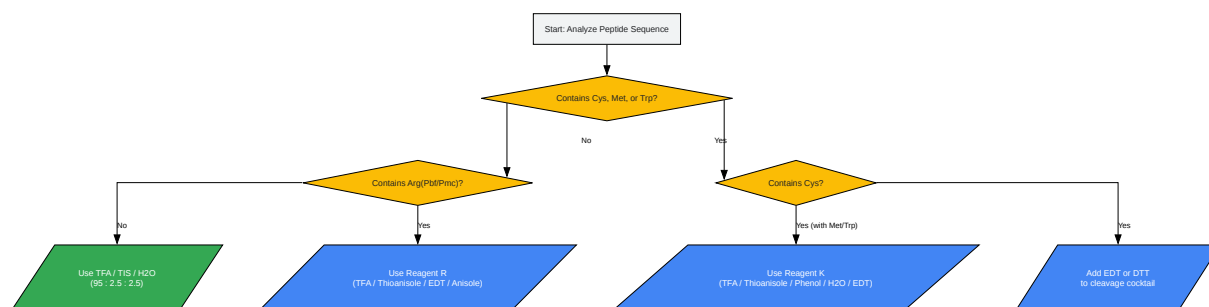 Start: Analyze Peptide Sequence
Contains Cys, Met, or Trp?
No
Yes
Contains Arg(Pbf/Pmc)?
Contains Cys?
No
Yes
Yes (with Met/Trp)
Yes
Use TFA / TIS / H2O
(95 : 2.5 : 2.5)
Use Reagent R
(TFA / Thioanisole / EDT / Anisole)
Use Reagent K
(TFA / Thioanisole / Phenol / H2O / EDT)
Add EDT or DTT
to cleavage cocktail